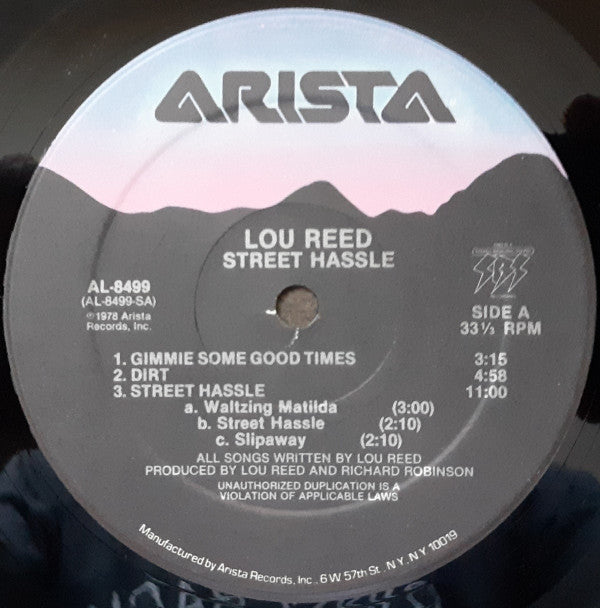 ARISTA
LOU REED
STREET HASSLE
AL-8499
(AL-8499-SA)
℗1978 Arista
Records, Inc.
SIDE A
33 1/3 RPM
1. GIMMIE SOME GOOD TIMES 3:15
2. DIRT 4:58
3. STREET HASSLE 11:00
a. Waltzing Matilda (3:00)
b. Street Hassle (2:10)
c. Slipaway (2:10)
ALL SONGS WRITTEN BY LOU REED
PRODUCED BY LOU REED AND RICHARD ROBINSON
UNAUTHORIZED DUPLICATION IS A
VIOLATION OF APPLICABLE LAWS
Manufactured by Arista Records, Inc., 6 W 57th St., N.Y., N.Y. 10019